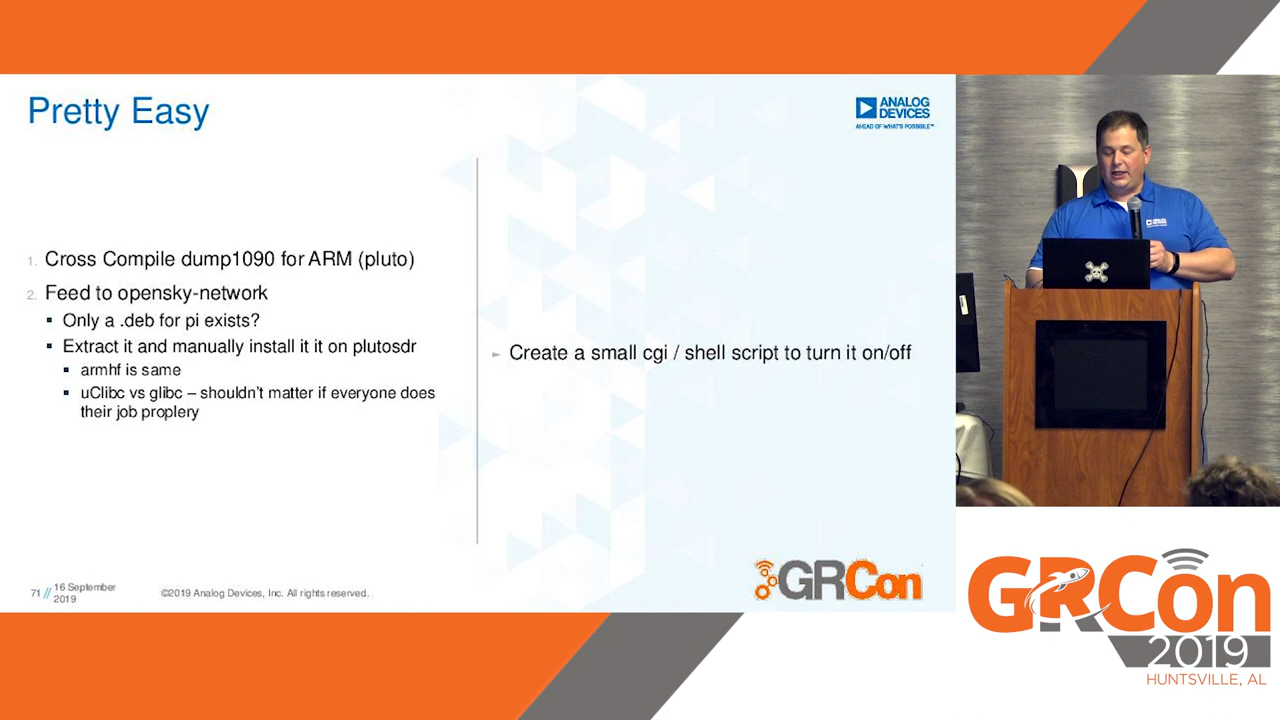 Pretty Easy
ANALOG
DEVICES
AHEAD OF WHAT'S POSSIBLE™
1. Cross Compile dump1090 for ARM (pluto)
2. Feed to opensky-network
▪ Only a .deb for pi exists?
▪ Extract it and manually install it it on plutosdr
▪ armhf is same
▪ uClibc vs glibc – shouldn't matter if everyone does
their job proplery
► Create a small cgi / shell script to turn it on/off
71 // 16 September
2019
©2019 Analog Devices, Inc. All rights reserved.
GRCon
GRCon
2019
HUNTSVILLE, AL